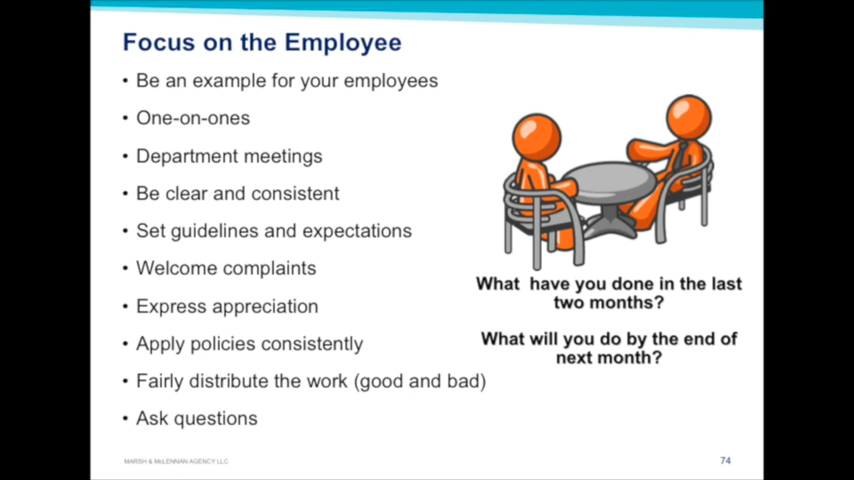 Focus on the Employee
• Be an example for your employees
• One-on-ones
• Department meetings
• Be clear and consistent
• Set guidelines and expectations
• Welcome complaints
• Express appreciation
• Apply policies consistently
• Fairly distribute the work (good and bad)
• Ask questions
What have you done in the last
two months?
What will you do by the end of
next month?
MARSH & McLENNAN AGENCY LLC
74